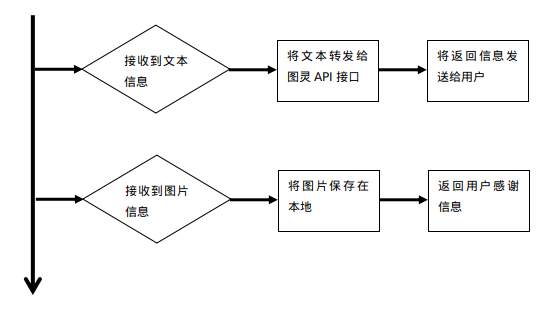 接收到文本
信息
将文本转发给
图灵 API 接口
将返回信息发
送给用户
接收到图片
信息
将图片保存在
本地
返回用户感谢
信息